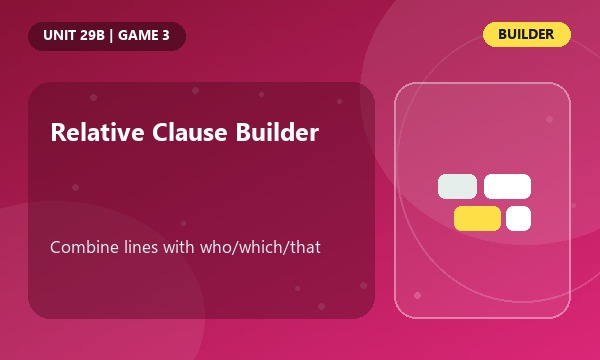 UNIT 29B | GAME 3
BUILDER
Relative Clause Builder
Combine lines with who/which/that